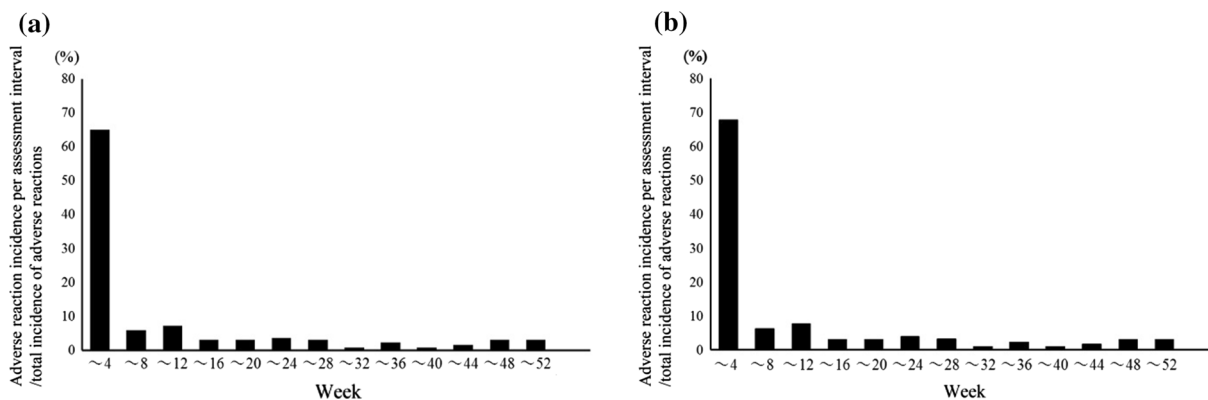 (a)
Adverse reaction incidence per assessment interval
/total incidence of adverse reactions
(%)
80
70
60
50
40
30
20
10
0
～4 ～8 ～12 ～16 ～20 ～24 ～28 ～32 ～36 ～40 ～44 ～48 ～52
Week
(b)
Adverse reaction incidence per assessment interval
/total incidence of adverse reactions
(%)
80
70
60
50
40
30
20
10
0
～4 ～8 ～12 ～16 ～20 ～24 ～28 ～32 ～36 ～40 ～44 ～48 ～52
Week